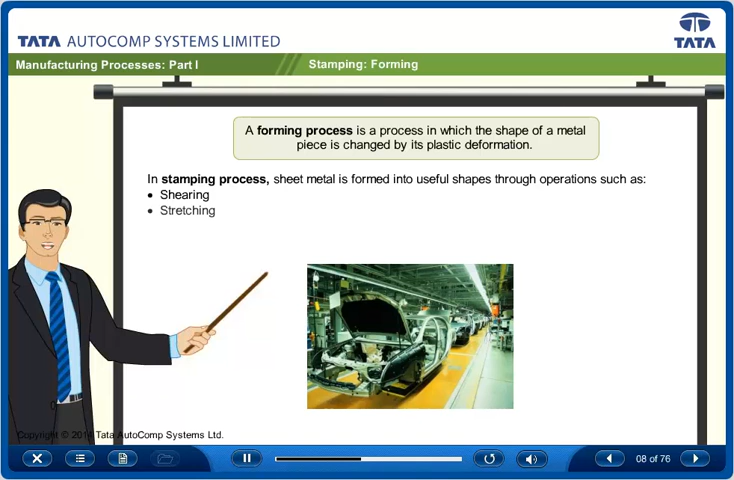 TATA AUTOCOMP SYSTEMS LIMITED
TATA
Manufacturing Processes: Part I
Stamping: Forming
A forming process is a process in which the shape of a metal
piece is changed by its plastic deformation.
In stamping process, sheet metal is formed into useful shapes through operations such as:
• Shearing
• Stretching
Copyright © Tata AutoComp Systems Ltd.
08 of 76